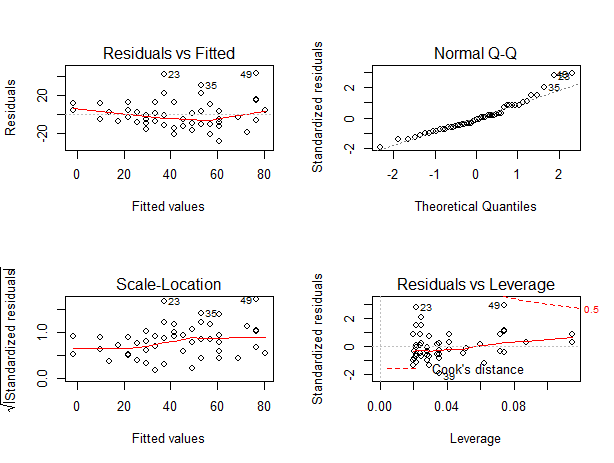 Residuals vs Fitted
Residuals
20
-20
23
35
49
0 20 40 60 80
Fitted values
Normal Q-Q
Standardized residuals
2
0
-2
35
-2 -1 0 1 2
Theoretical Quantiles
Scale-Location
√|Standardized residuals|
1.0
0.0
23
35
49
0 20 40 60 80
Fitted values
Residuals vs Leverage
Standardized residuals
2
0
-2
23
49
39
0.5
Cook's distance
0.00 0.04 0.08
Leverage